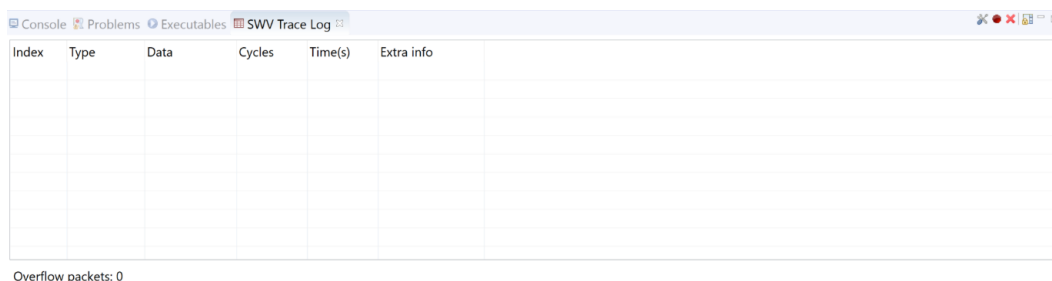 Console Problems Executables SWV Trace Log
Index Type Data Cycles Time(s) Extra info
Overflow packets: 0